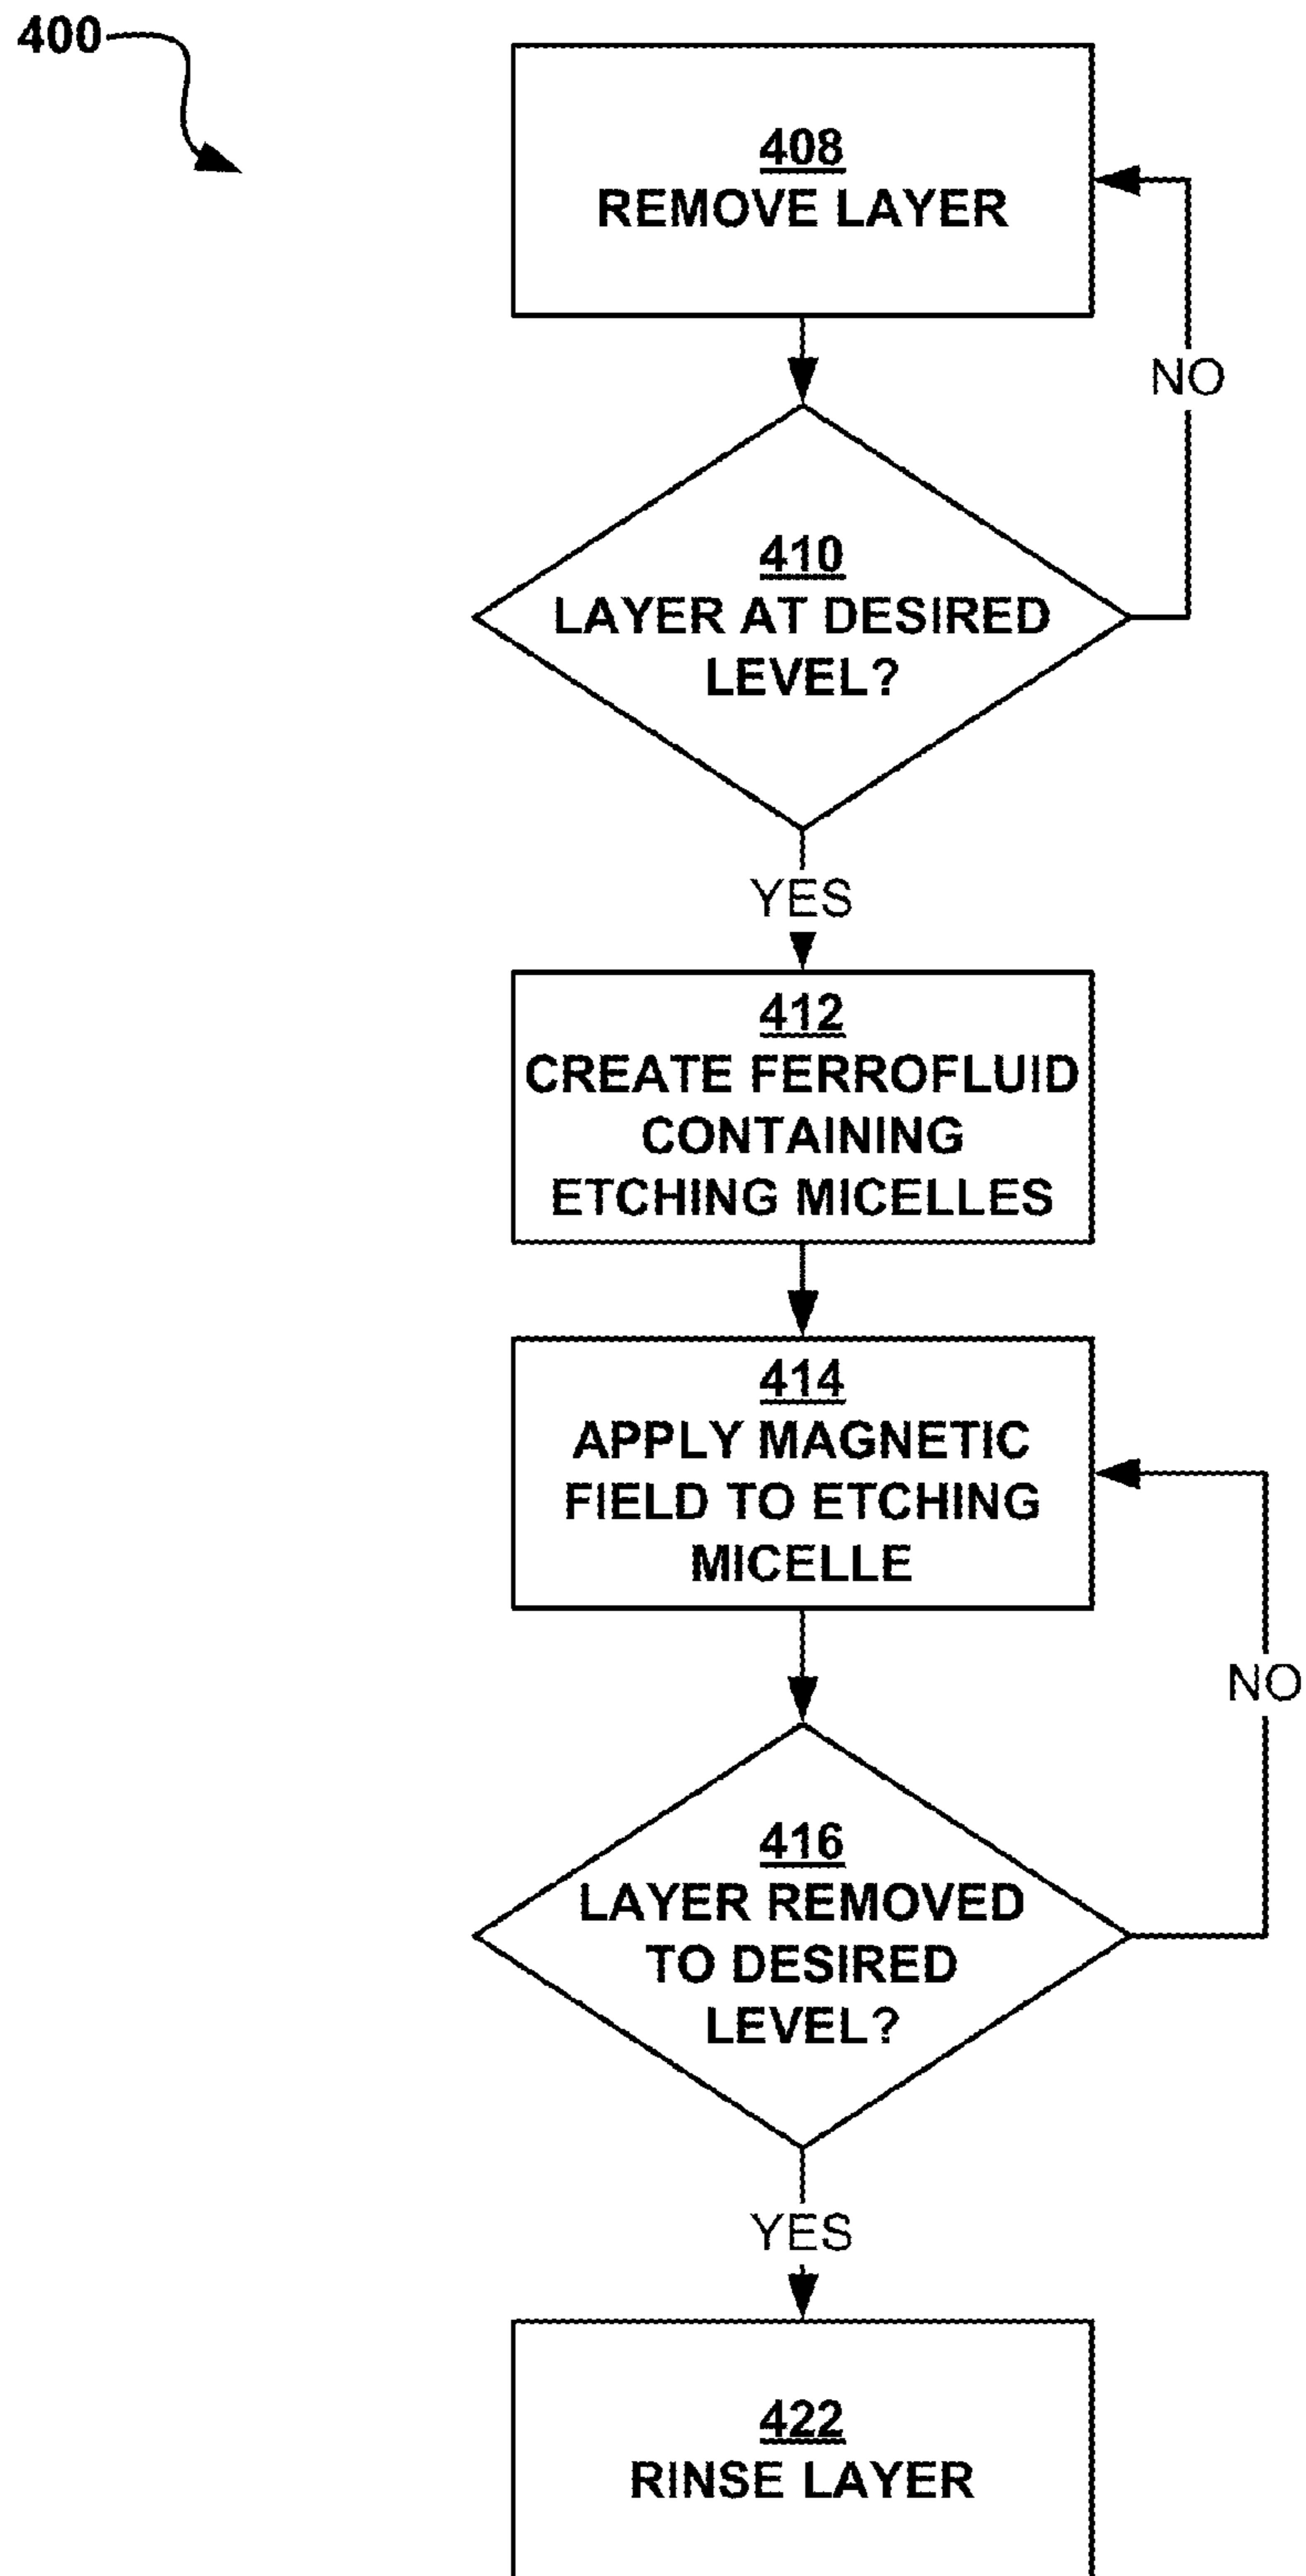 400
408
REMOVE LAYER
NO
410
LAYER AT DESIRED
LEVEL?
YES
412
CREATE FERROFLUID
CONTAINING
ETCHING MICELLES
414
APPLY MAGNETIC
FIELD TO ETCHING
MICELLE
NO
416
LAYER REMOVED
TO DESIRED
LEVEL?
YES
422
RINSE LAYER